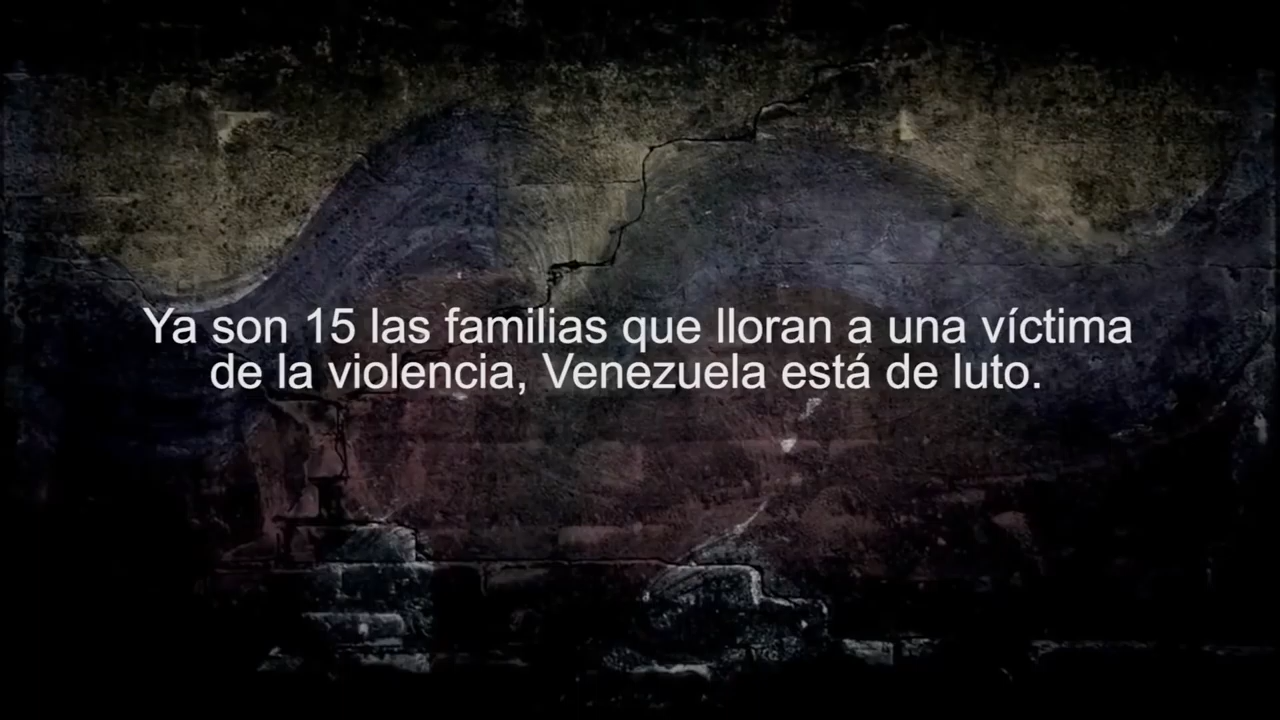 Ya son 15 las familias que lloran a una víctima
de la violencia, Venezuela está de luto.